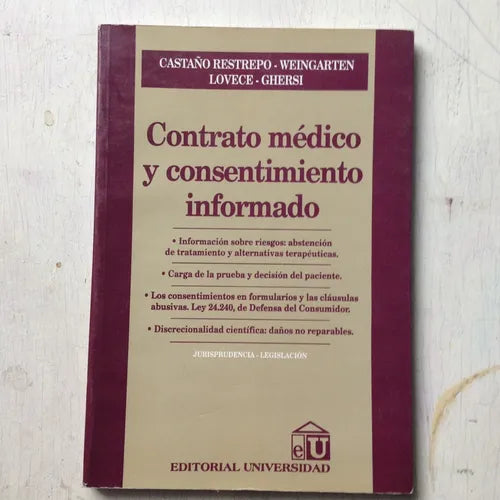 CASTAÑO RESTREPO - WEINGARTEN
LOVECE - GHERSI
Contrato médico
y consentimiento
informado
• Información sobre riesgos: abstención
de tratamiento y alternativas terapéuticas.
• Carga de la prueba y decisión del paciente.
• Los consentimientos en formularios y las cláusulas
abusivas. Ley 24.240, de Defensa del Consumidor.
• Discrecionalidad científica: daños no reparables.
JURISPRUDENCIA - LEGISLACIÓN
eU
EDITORIAL UNIVERSIDAD